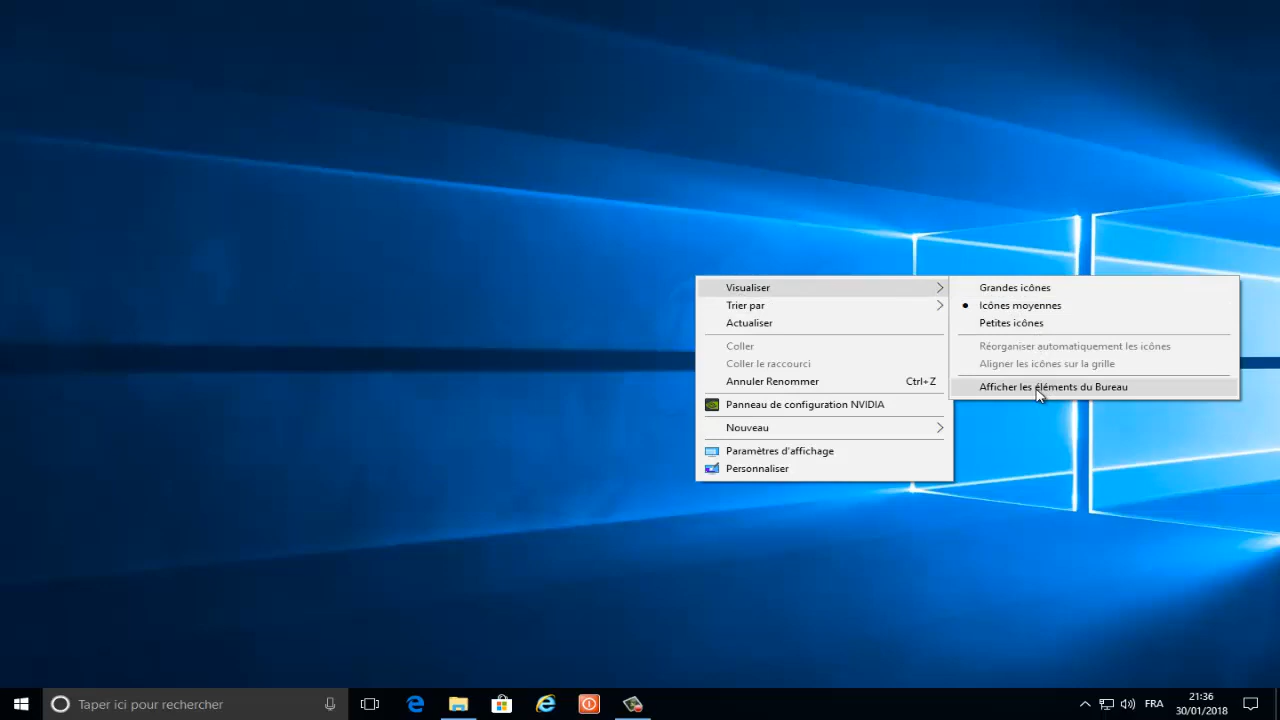 Visualiser
Trier par
Actualiser
Coller
Coller le raccourci
Annuler Renommer Ctrl+Z
Panneau de configuration NVIDIA
Nouveau
Paramètres d'affichage
Personnaliser
Grandes icônes
Icônes moyennes
Petites icônes
Réorganiser automatiquement les icônes
Aligner les icônes sur la grille
Afficher les éléments du Bureau
Taper ici pour rechercher
FRA
21:36
30/01/2018